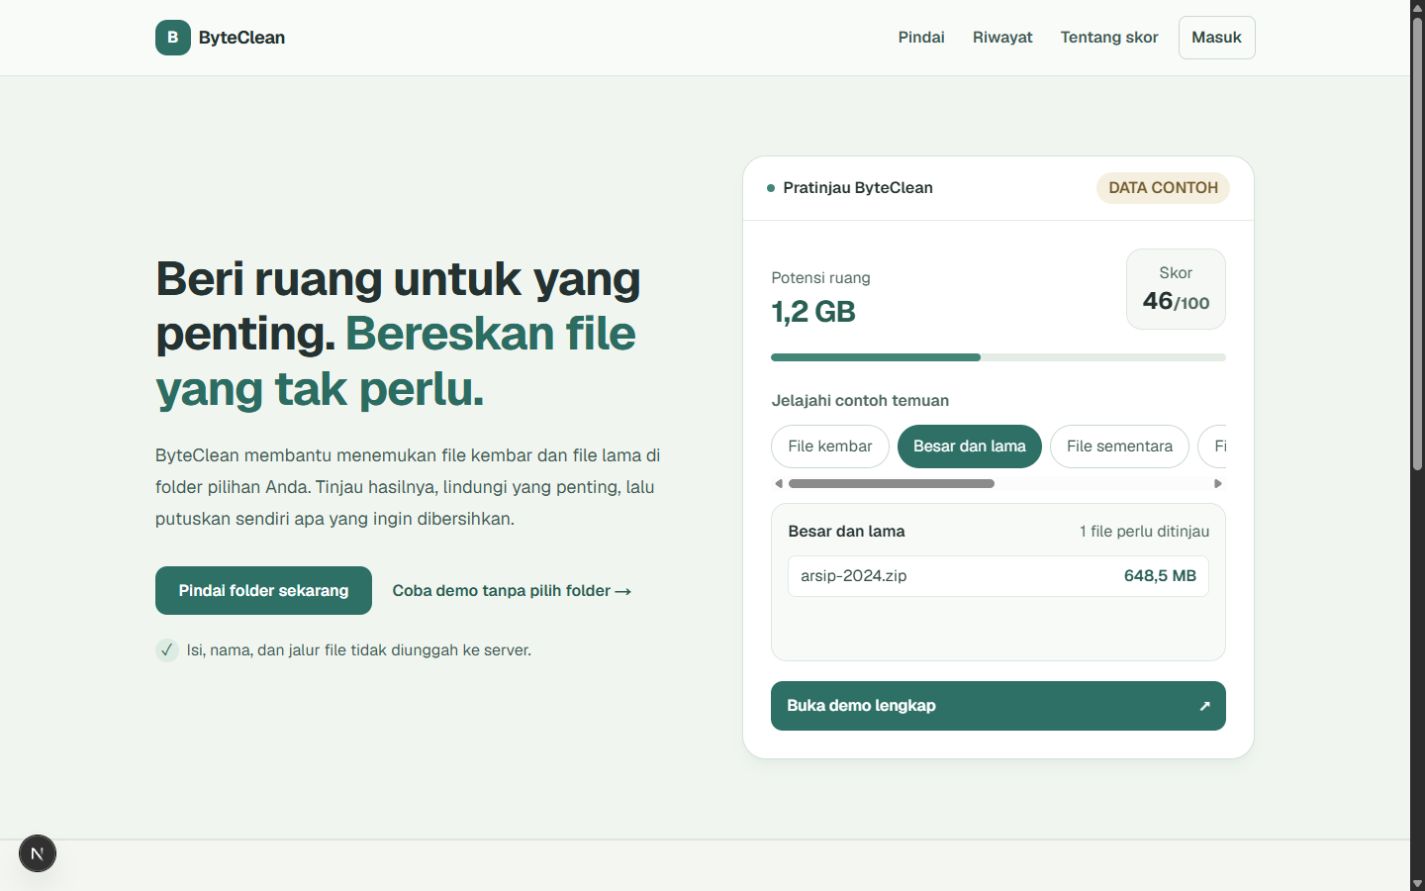 B ByteClean
Pindai Riwayat Tentang skor Masuk
Beri ruang untuk yang
penting. Bereskan file
yang tak perlu.
ByteClean membantu menemukan file kembar dan file lama di
folder pilihan Anda. Tinjau hasilnya, lindungi yang penting, lalu
putuskan sendiri apa yang ingin dibersihkan.
Pindai folder sekarang Coba demo tanpa pilih folder →
✓ Isi, nama, dan jalur file tidak diunggah ke server.
Pratinjau ByteClean DATA CONTOH
Potensi ruang
1,2 GB
Skor
46/100
Jelajahi contoh temuan
File kembar Besar dan lama File sementara Fi
Besar dan lama 1 file perlu ditinjau
arsip-2024.zip 648,5 MB
Buka demo lengkap ↗
N